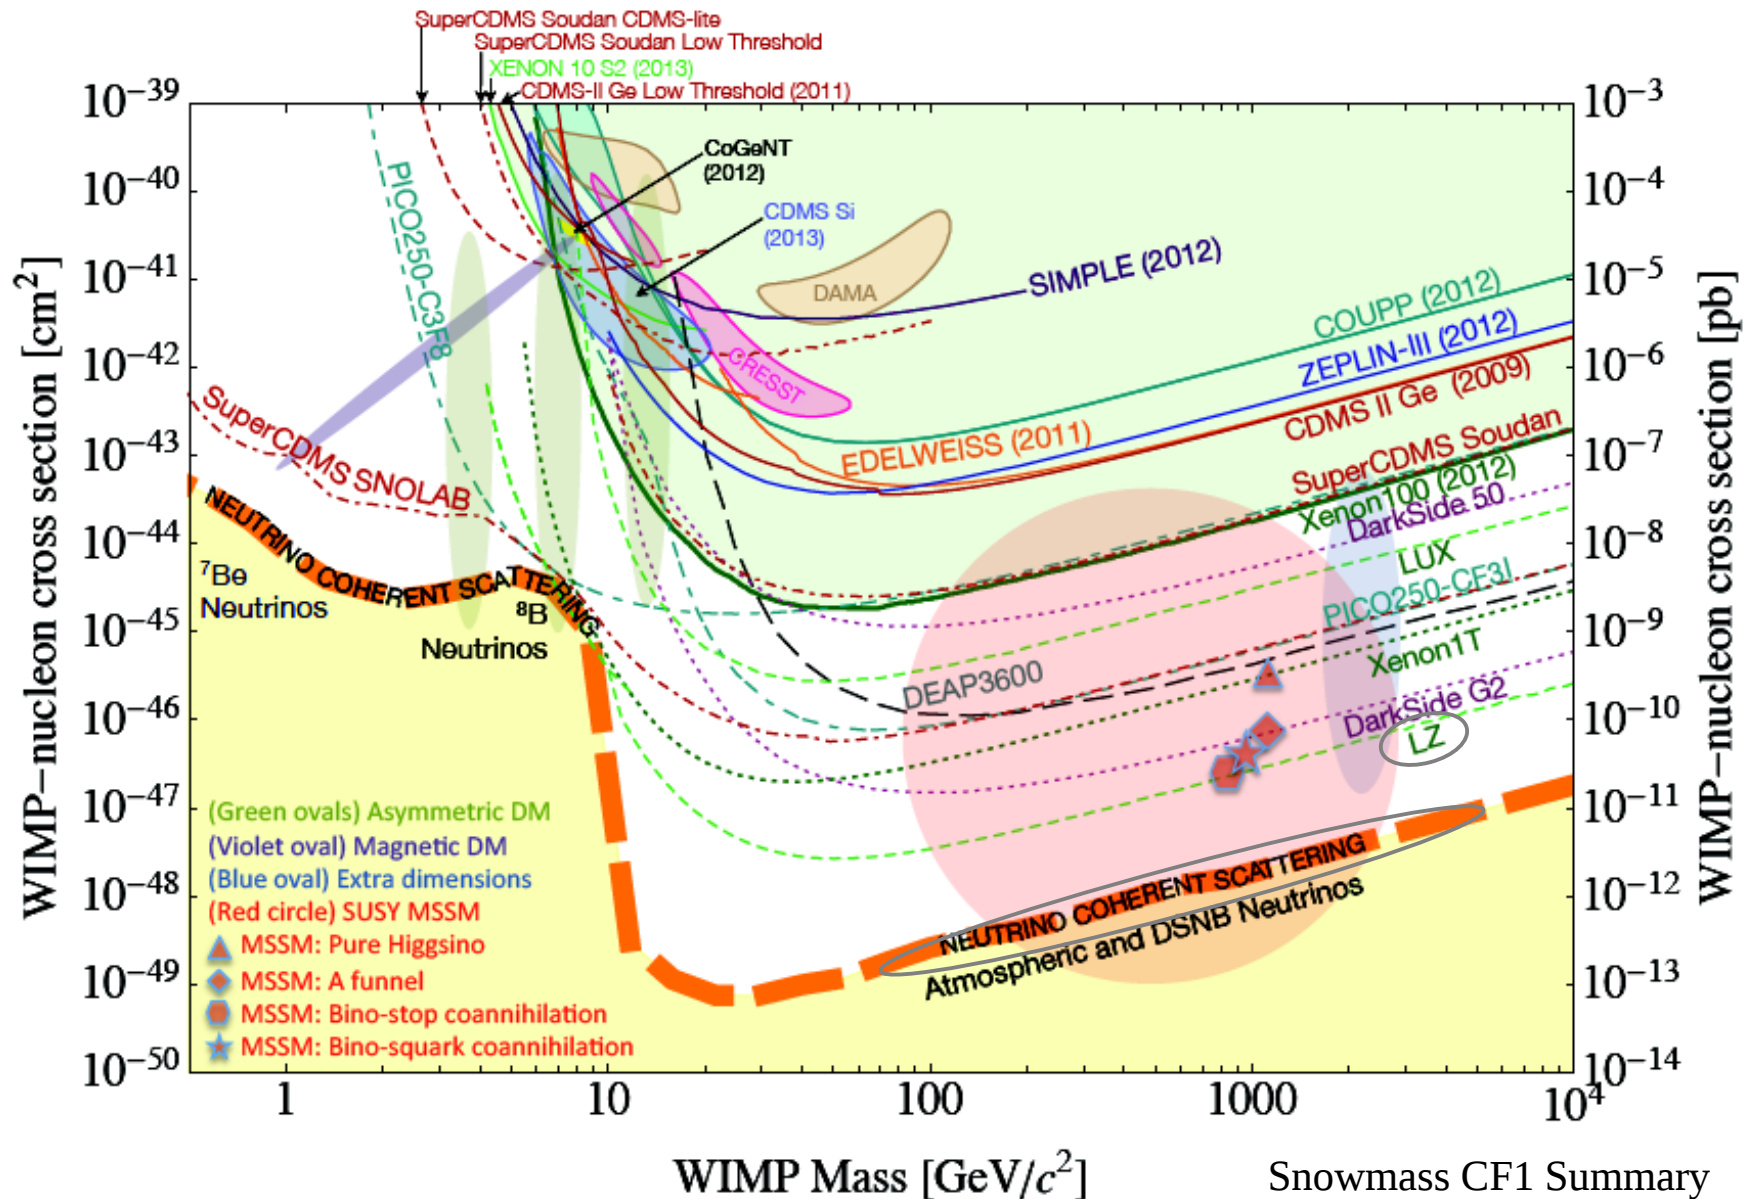 SuperCDMS Soudan CDMS-lite
SuperCDMS Soudan Low Threshold
XENON 10 S2 (2013)
CDMS-II Ge Low Threshold (2011)
10−39
10−40
10−41
10−42
10−43
10−44
10−45
10−46
10−47
10−48
10−49
10−50
10−3
10−4
10−5
10−6
10−7
10−8
10−9
10−10
10−11
10−12
10−13
10−14
WIMP−nucleon cross section [cm2]
WIMP−nucleon cross section [pb]
CoGeNT
(2012)
CDMS Si
(2013)
PICO250-C3F8
DAMA
CRESST
SIMPLE (2012)
COUPP (2012)
ZEPLIN-III (2012)
CDMS II Ge (2009)
EDELWEISS (2011)
SuperCDMS Soudan
Xenon100 (2012)
DarkSide 50
LUX
PICO250-CF3I
Xenon1T
DEAP3600
DarkSide G2
LZ
SuperCDMS SNOLAB
NEUTRINO COHERENT SCATTERING
7Be
Neutrinos
8B
Neutrinos
NEUTRINO COHERENT SCATTERING
Atmospheric and DSNB Neutrinos
(Green ovals) Asymmetric DM
(Violet oval) Magnetic DM
(Blue oval) Extra dimensions
(Red circle) SUSY MSSM
MSSM: Pure Higgsino
MSSM: A funnel
MSSM: Bino-stop coannihilation
MSSM: Bino-squark coannihilation
1
10
100
1000
104
WIMP Mass [GeV/c2]
Snowmass CF1 Summary